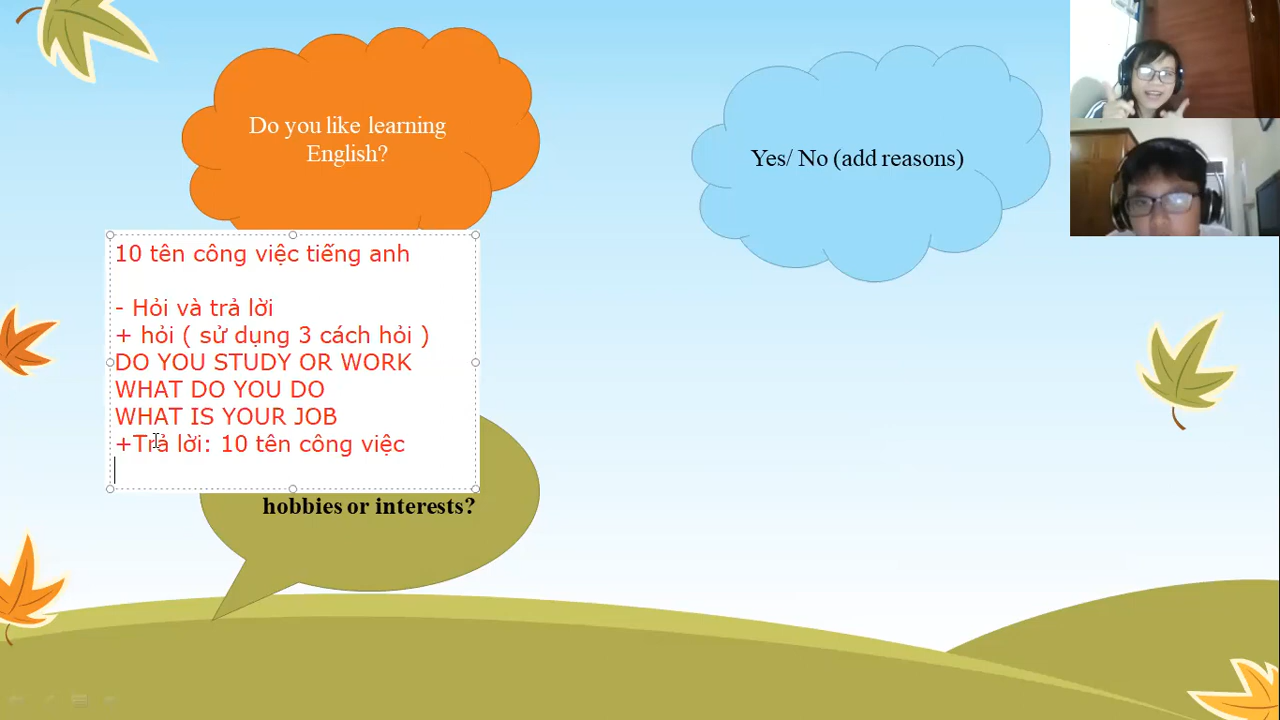 Do you like learning
English?
Yes/ No (add reasons)
10 tên công việc tiếng anh
- Hỏi và trả lời
+ hỏi ( sử dụng 3 cách hỏi )
DO YOU STUDY OR WORK
WHAT DO YOU DO
WHAT IS YOUR JOB
+Trả lời: 10 tên công việc
hobbies or interests?